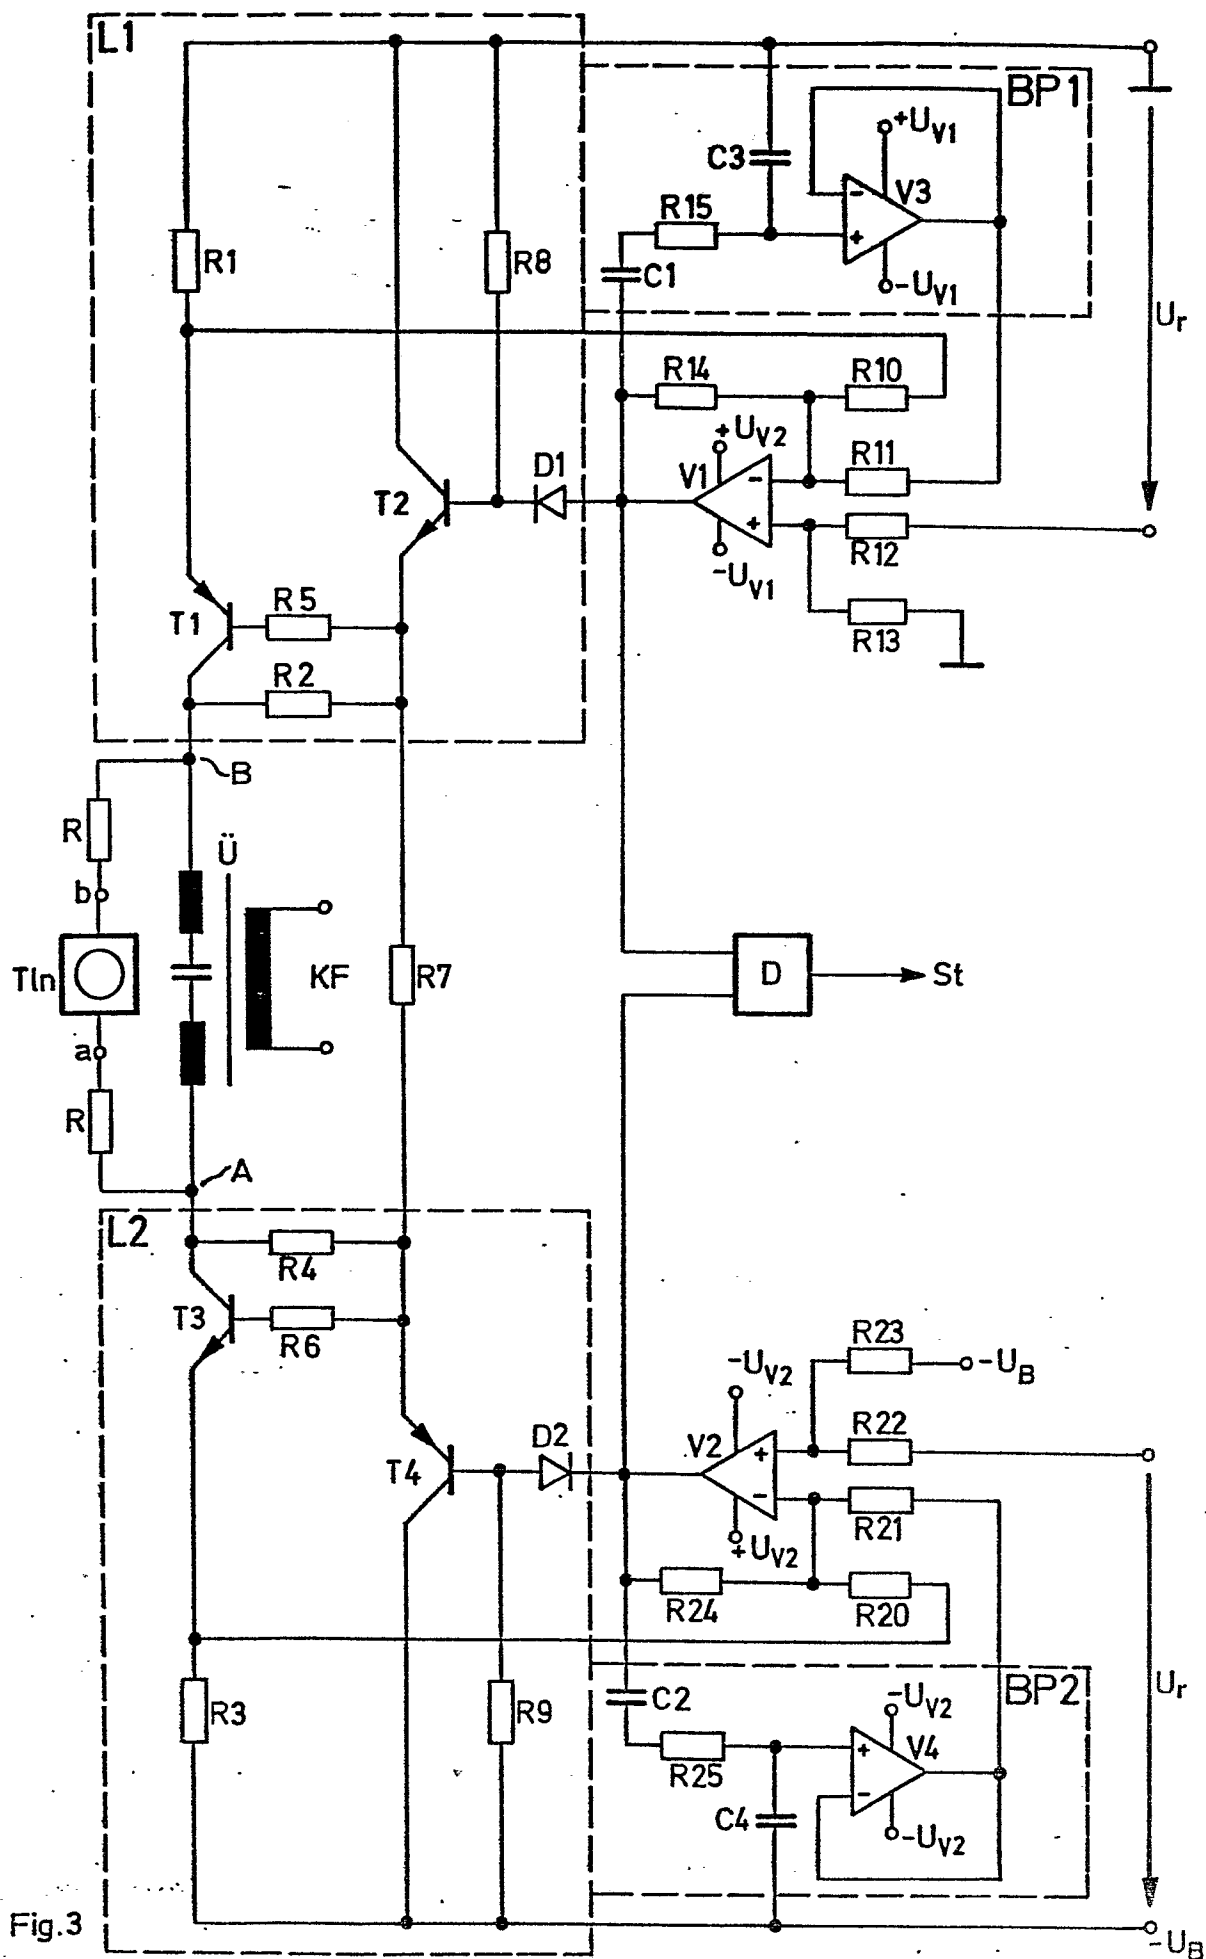 L1
BP1
+UV1
C3
V3
R15
R1
R8
C1
-UV1
Ur
R14
R10
+UV2
D1
V1
R11
T2
-
+
R12
-UV1
R5
T1
R13
R2
B
R
Ü
b
Tln
KF
R7
D
St
a
R
A
L2
R4
T3
R6
R23
-UV2
-UB
R22
D2
V2
T4
+
-
R21
+UV2
R24
R20
BP2
C2
-UV2
Ur
R3
R9
V4
R25
+
-
C4
-UV2
Fig.3
-UB